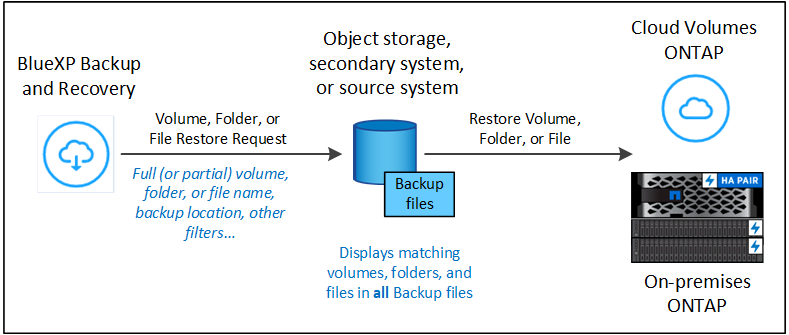 BlueXP Backup
and Recovery
Volume, Folder, or
File Restore Request
Full (or partial) volume,
folder, or file name,
backup location, other
filters...
Object storage,
secondary system,
or source system
Backup
files
Displays matching
volumes, folders, and
files in all Backup files
Restore Volume,
Folder, or File
Cloud Volumes
ONTAP
HA PAIR
On-premises
ONTAP